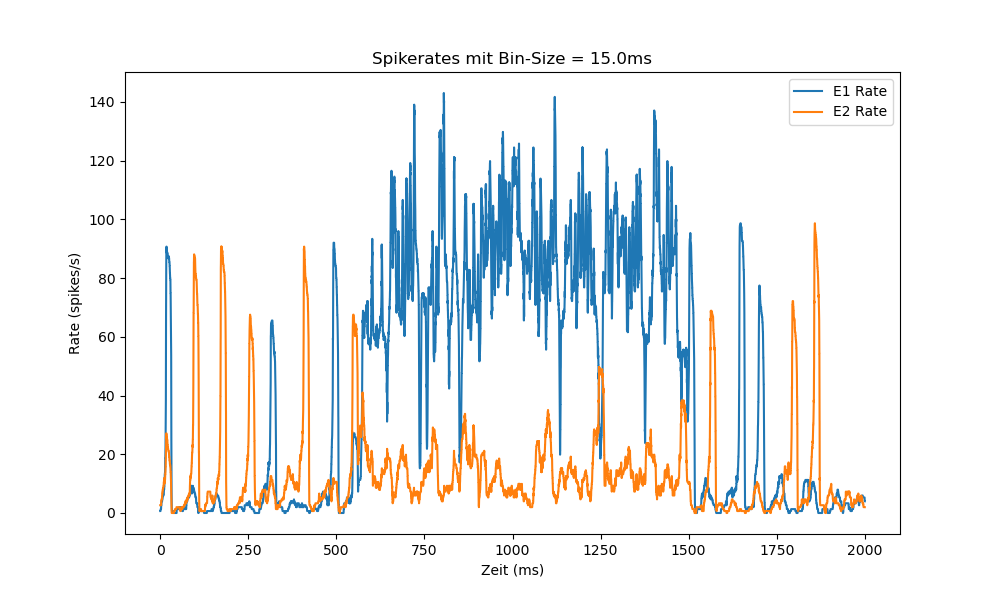 Spikerates mit Bin-Size = 15.0ms
E1 Rate
E2 Rate
Rate (spikes/s)
140
120
100
80
60
40
20
0
0 250 500 750 1000 1250 1500 1750 2000
Zeit (ms)